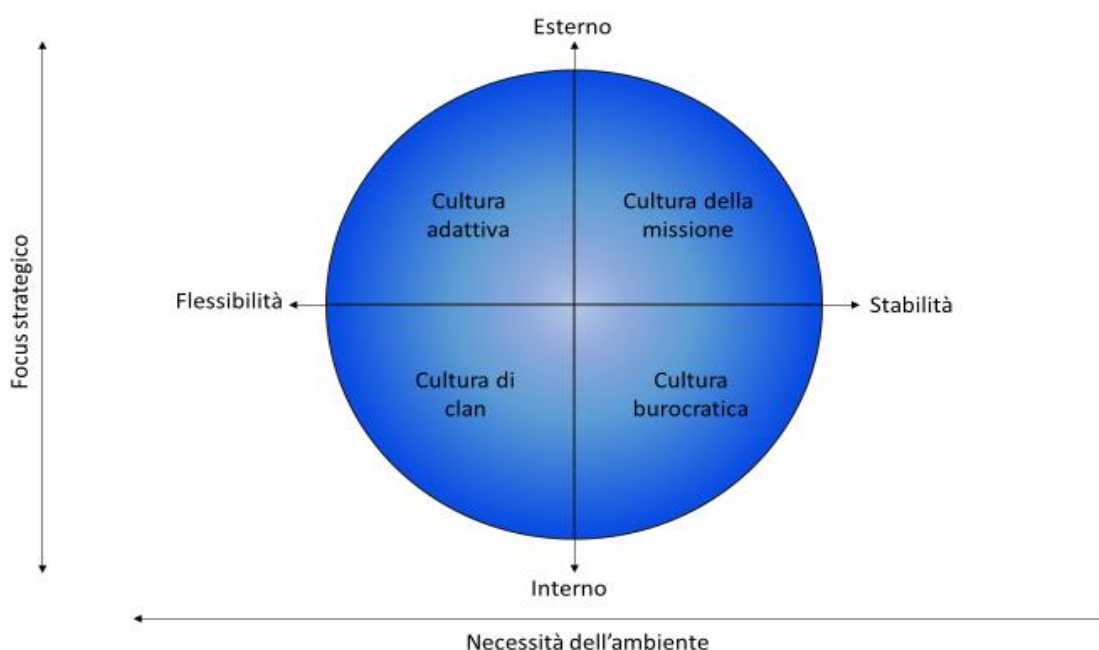 Esterno
Cultura
adattiva
Cultura della
missione
Focus strategico
Flessibilità
Stabilità
Cultura di
clan
Cultura
burocratica
Interno
Necessità dell'ambiente